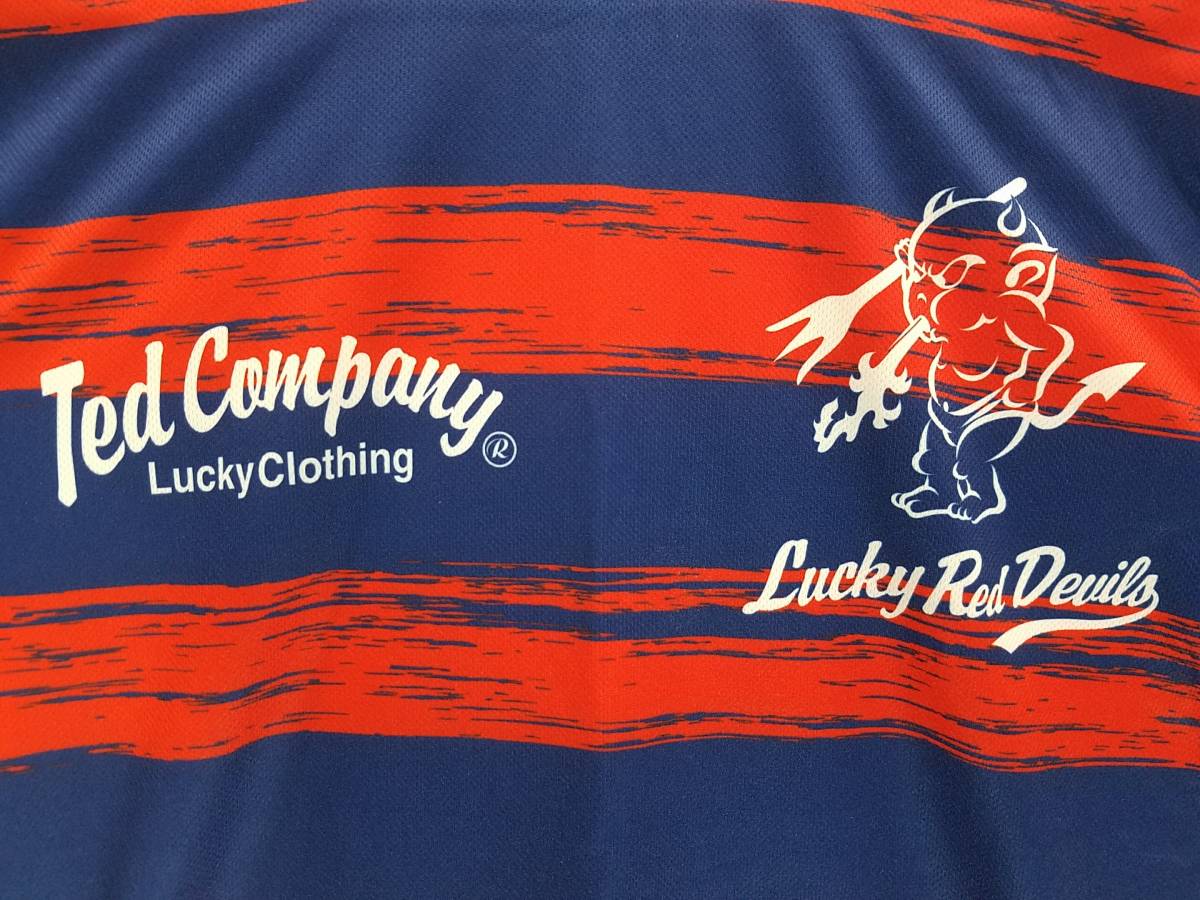 Ted Company®
LuckyClothing
Lucky Red Devils